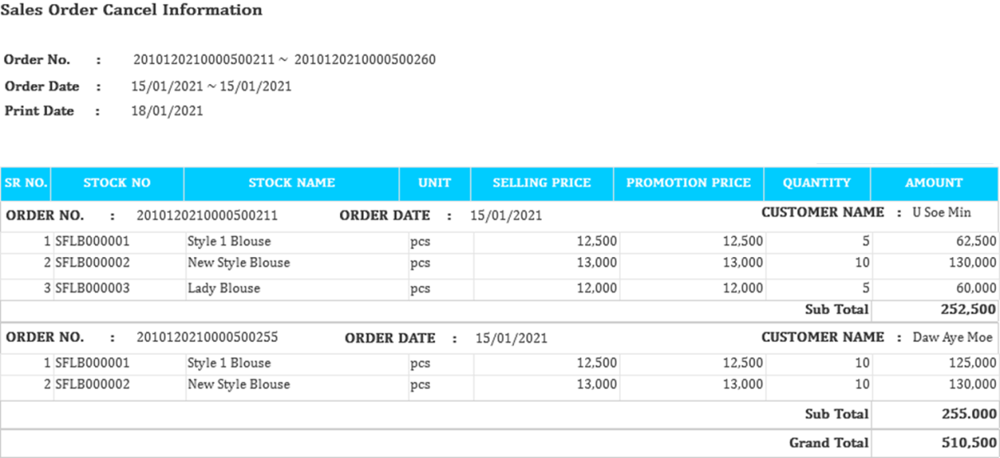 Sales Order Cancel Information
Order No. : 2010120210000500211 ~ 2010120210000500260
Order Date : 15/01/2021 ~ 15/01/2021
Print Date : 18/01/2021
SR NO. STOCK NO STOCK NAME UNIT SELLING PRICE PROMOTION PRICE QUANTITY AMOUNT
ORDER NO. : 2010120210000500211 ORDER DATE : 15/01/2021 CUSTOMER NAME : U Soe Min
1 SFLB000001 Style 1 Blouse pcs 12,500 12,500 5 62,500
2 SFLB000002 New Style Blouse pcs 13,000 13,000 10 130,000
3 SFLB000003 Lady Blouse pcs 12,000 12,000 5 60,000
Sub Total 252,500
ORDER NO. : 2010120210000500255 ORDER DATE : 15/01/2021 CUSTOMER NAME : Daw Aye Moe
1 SFLB000001 Style 1 Blouse pcs 12,500 12,500 10 125,000
2 SFLB000002 New Style Blouse pcs 13,000 13,000 10 130,000
Sub Total 255.000
Grand Total 510,500